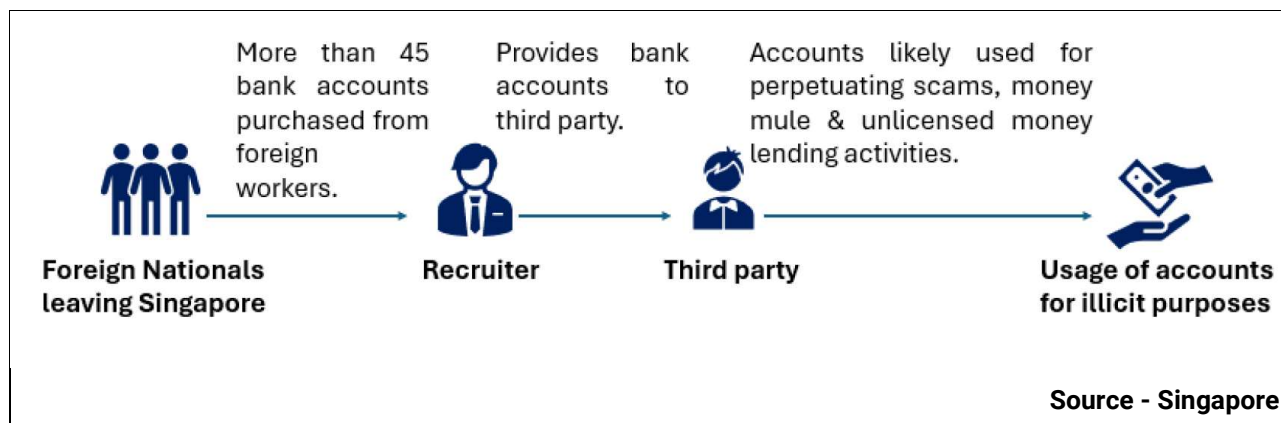 More than 45
bank accounts
purchased from
foreign
workers.
Provides bank
accounts to
third party.
Accounts likely used for
perpetuating scams, money
mule & unlicensed money
lending activities.
Foreign Nationals
leaving Singapore
Recruiter
Third party
Usage of accounts
for illicit purposes
Source - Singapore